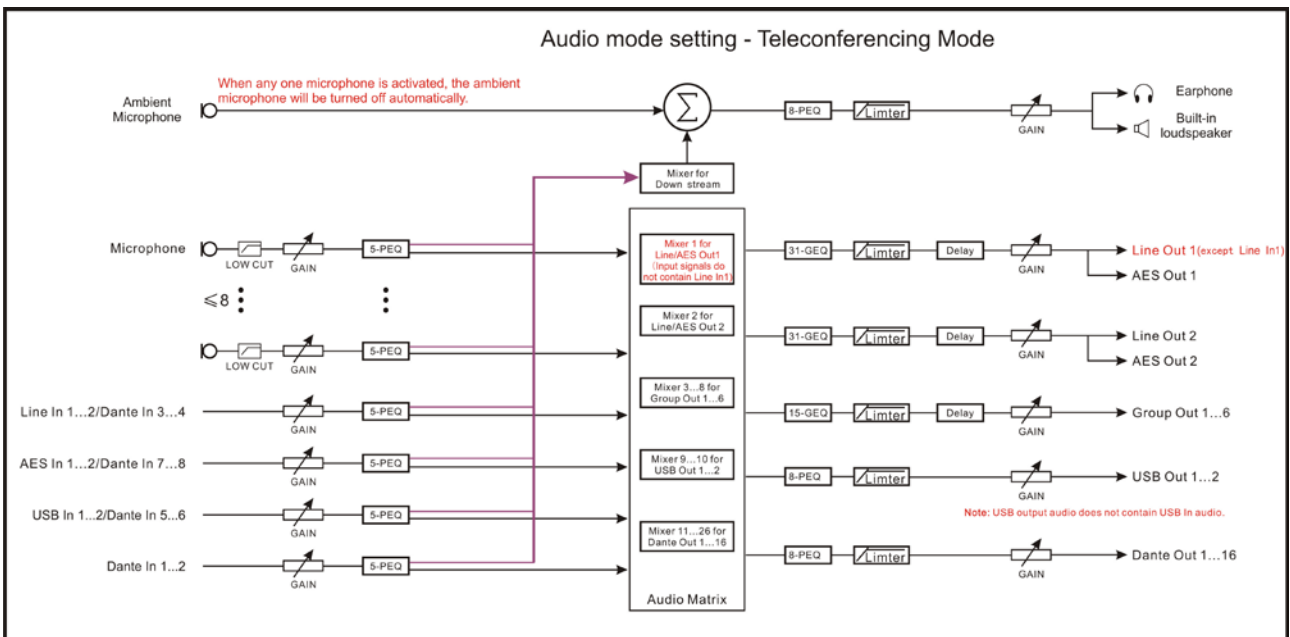 Audio mode setting - Teleconferencing Mode
When any one microphone is activated, the ambient
microphone will be turned off automatically.
Ambient
Microphone
Σ
8-PEQ
Limter
GAIN
Earphone
Built-in
loudspeaker
Mixer for
Down stream
Microphone
LOW CUT
GAIN
5-PEQ
Mixer 1 for
Line/AES Out1
(Input signals do
not contain Line In1)
31-GEQ
Limter
Delay
GAIN
Line Out 1(except Line In1)
AES Out 1
≤8
LOW CUT
GAIN
5-PEQ
Mixer 2 for
Line/AES Out 2
31-GEQ
Limter
Delay
GAIN
Line Out 2
AES Out 2
Line In 1...2/Dante In 3...4
GAIN
5-PEQ
Mixer 3...8 for
Group Out 1...6
15-GEQ
Limter
Delay
GAIN
Group Out 1...6
AES In 1...2/Dante In 7...8
GAIN
5-PEQ
Mixer 9...10 for
USB Out 1...2
8-PEQ
Limter
GAIN
USB Out 1...2
Note: USB output audio does not contain USB In audio.
USB In 1...2/Dante In 5...6
GAIN
5-PEQ
Mixer 11...26 for
Dante Out 1...16
8-PEQ
Limter
GAIN
Dante Out 1...16
Dante In 1...2
GAIN
5-PEQ
Audio Matrix